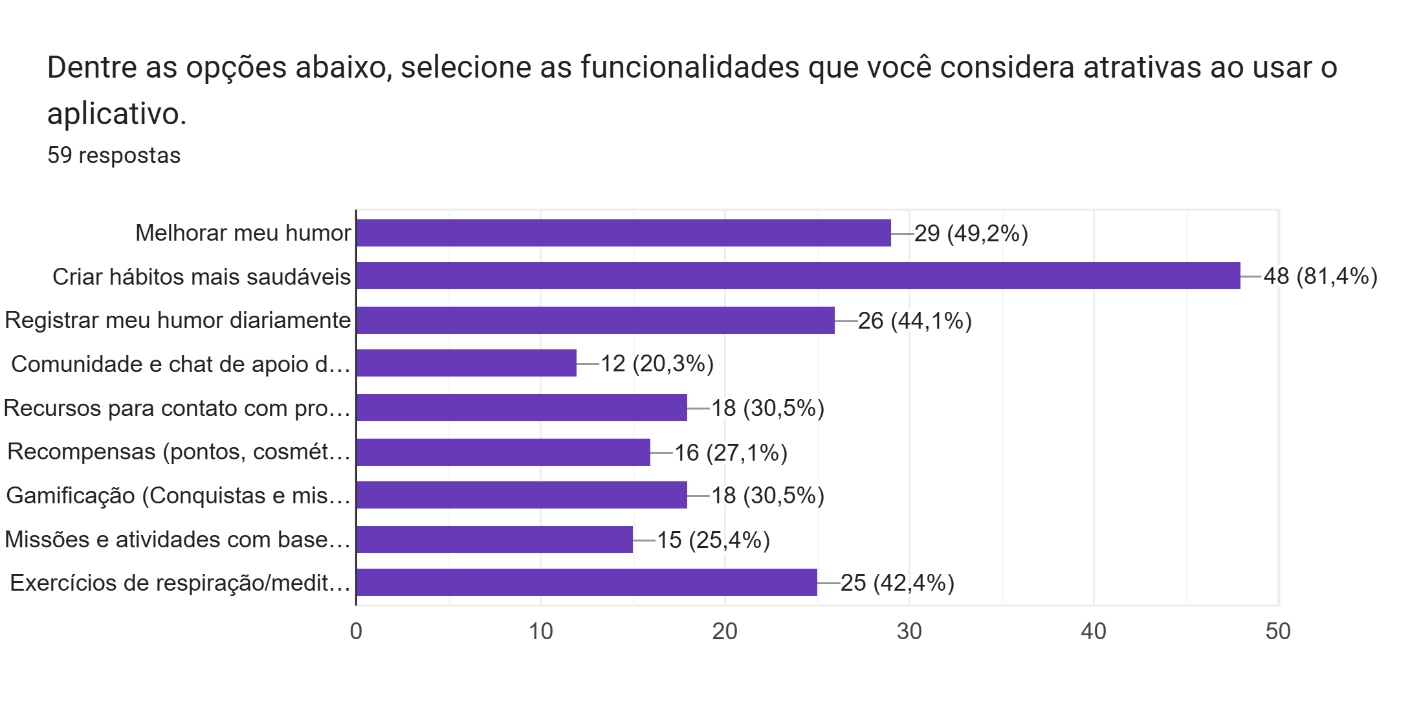 Dentre as opções abaixo, selecione as funcionalidades que você considera atrativas ao usar o
aplicativo.
59 respostas
Melhorar meu humor 29 (49,2%)
Criar hábitos mais saudáveis 48 (81,4%)
Registrar meu humor diariamente 26 (44,1%)
Comunidade e chat de apoio d… 12 (20,3%)
Recursos para contato com pro… 18 (30,5%)
Recompensas (pontos, cosmét… 16 (27,1%)
Gamificação (Conquistas e mis… 18 (30,5%)
Missões e atividades com base… 15 (25,4%)
Exercícios de respiração/medit… 25 (42,4%)
0 10 20 30 40 50